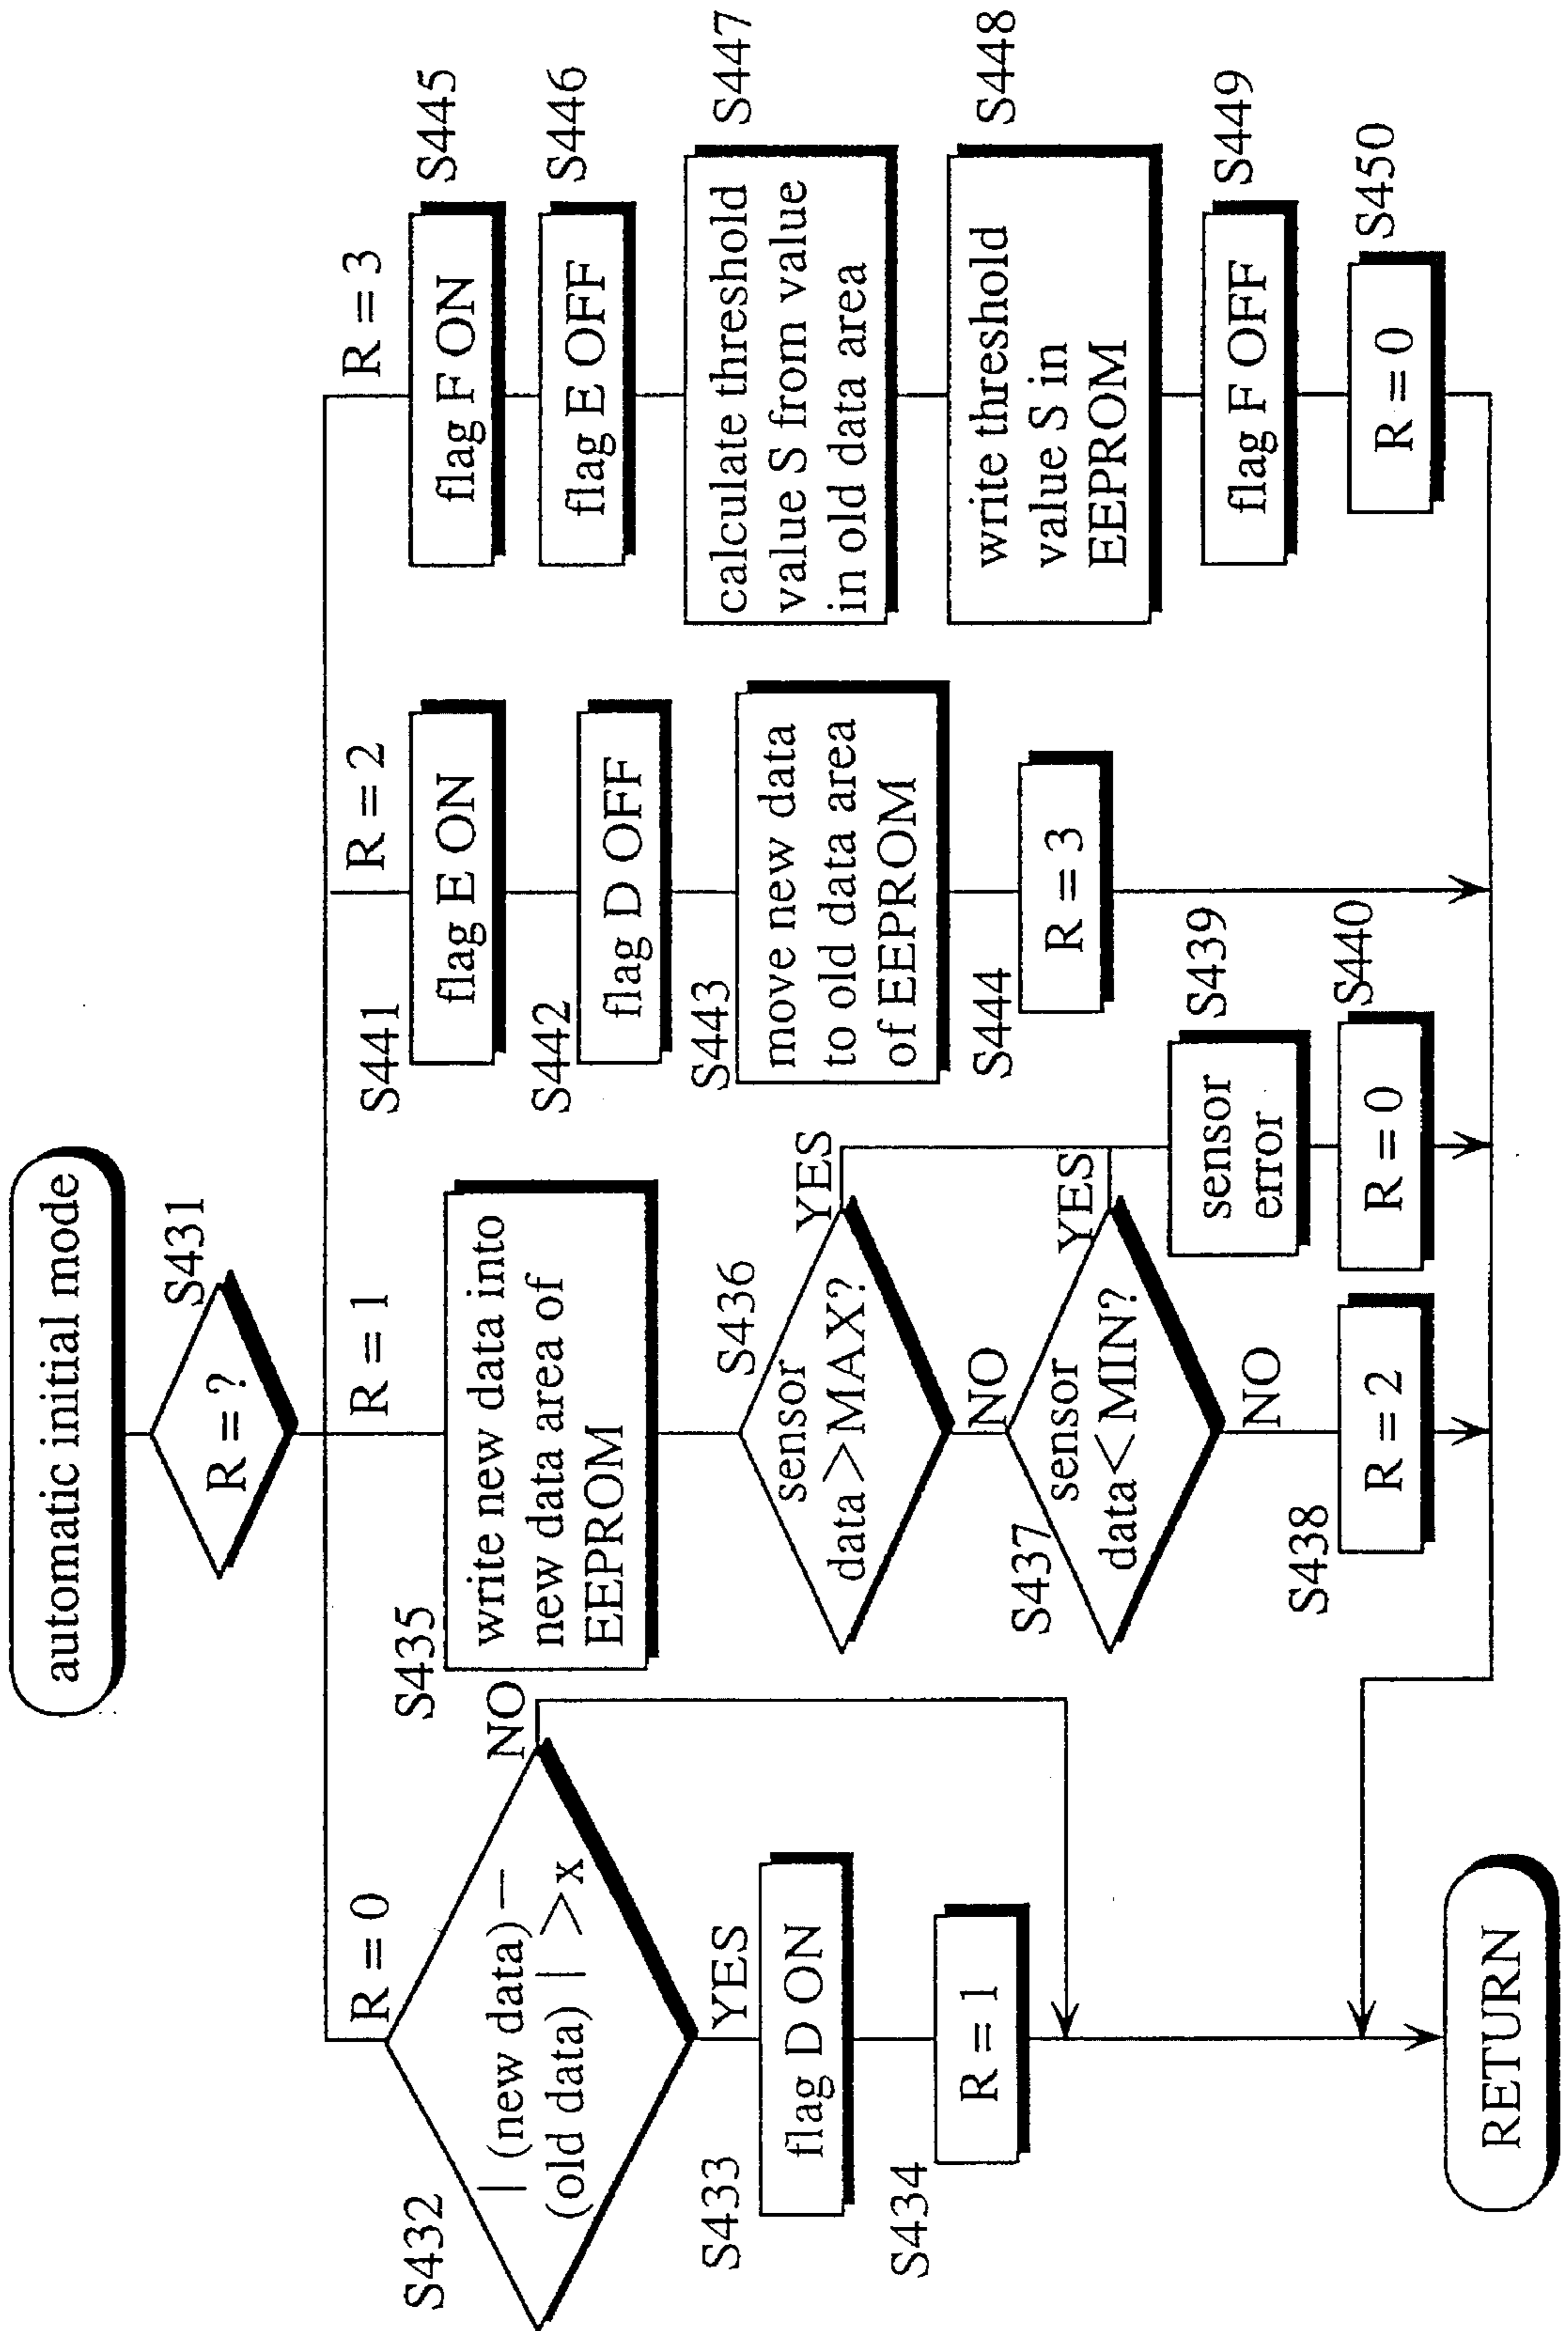 automatic initial mode
S431
R = ?
R = 0
S432
| (new data) —
(old data) | >x
NO
YES
S433
flag D ON
S434
R = 1
R = 1
S435
write new data into
new data area of
EEPROM
S436
sensor
data>MAX?
YES
NO
S437
sensor
data<MIN?
YES
NO
S438
R = 2
S439
sensor
error
S440
R = 0
R = 2
S441
flag E ON
S442
flag D OFF
S443
move new data
to old data area
of EEPROM
S444
R = 3
R = 3
S445
flag F ON
S446
flag E OFF
S447
calculate threshold
value S from value
in old data area
S448
write threshold
value S in
EEPROM
S449
flag F OFF
S450
R = 0
RETURN